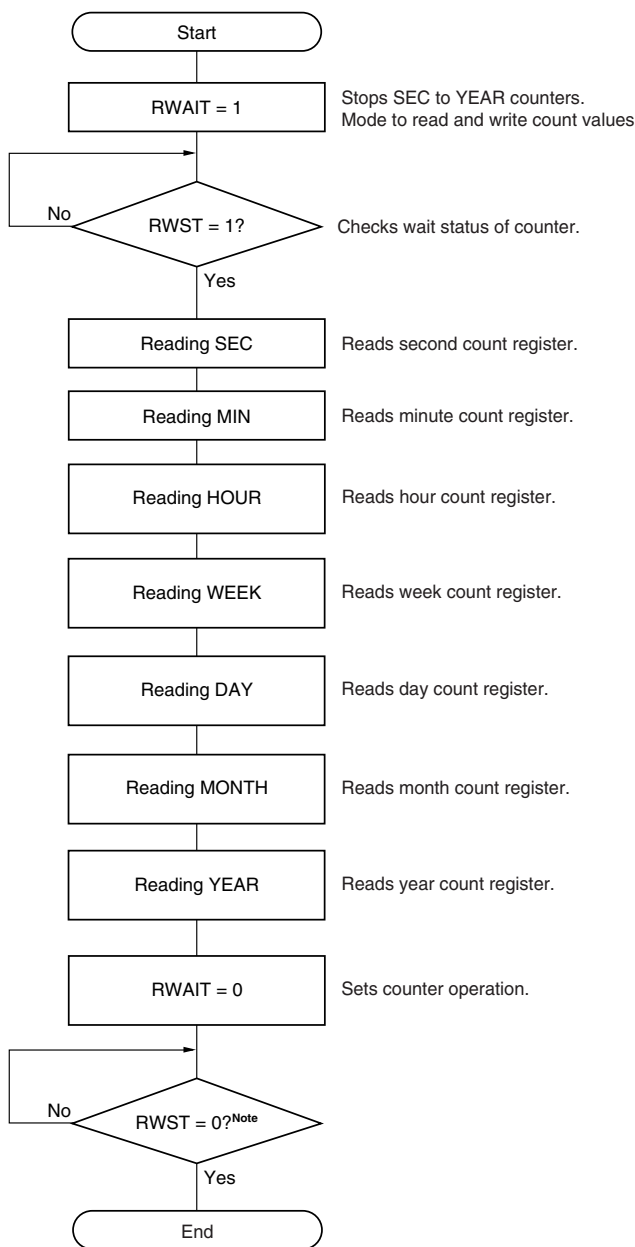 Start
RWAIT = 1
Stops SEC to YEAR counters.
Mode to read and write count values
No
RWST = 1?
Checks wait status of counter.
Yes
Reading SEC
Reads second count register.
Reading MIN
Reads minute count register.
Reading HOUR
Reads hour count register.
Reading WEEK
Reads week count register.
Reading DAY
Reads day count register.
Reading MONTH
Reads month count register.
Reading YEAR
Reads year count register.
RWAIT = 0
Sets counter operation.
No
RWST = 0?Note
Yes
End